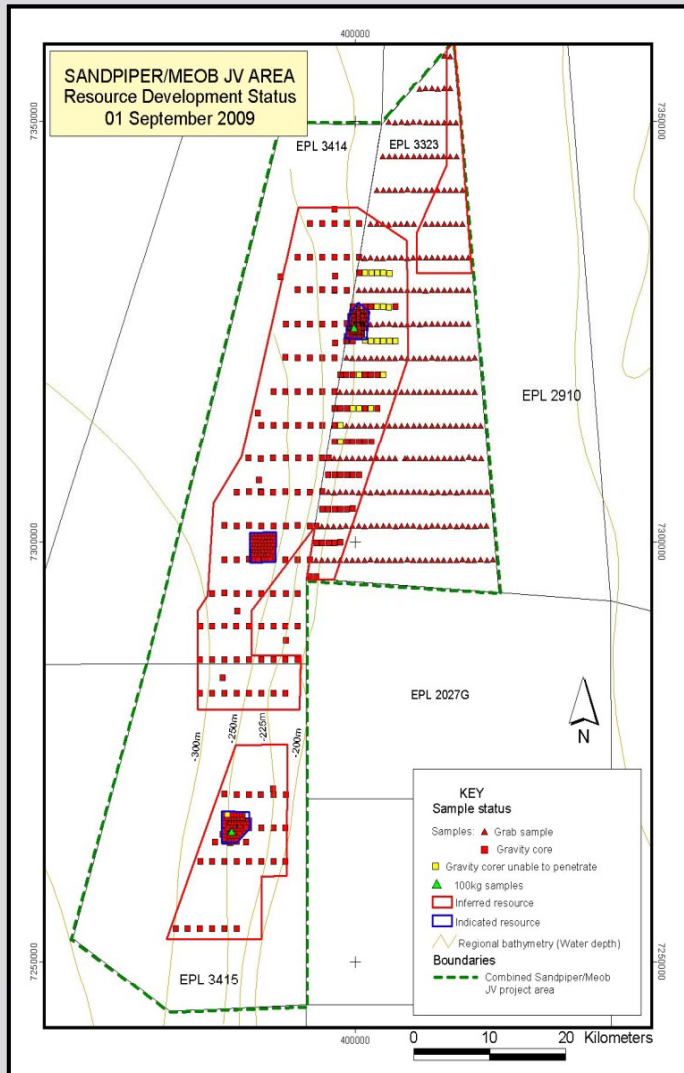 400000
SANDPIPER/MEOB JV AREA
Resource Development Status
01 September 2009
7350000
7350000
EPL 3414
EPL 3323
EPL 2910
7300000
7300000
EPL 2027G
-300m
-250m
-225m
-200m
N
KEY
Sample status
Samples: Grab sample
Gravity core
Gravity corer unable to penetrate
100kg samples
Inferred resource
Indicated resource
Regional bathymetry (Water depth)
Boundaries
Combined Sandpiper/Meob
JV project area
7250000
7250000
EPL 3415
400000
0 10 20 Kilometers